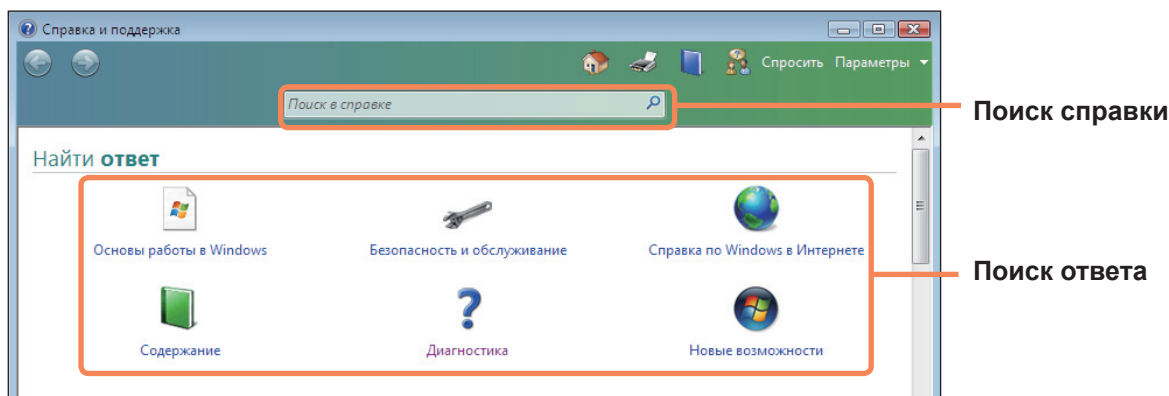 Справка и поддержка
Спросить Параметры
Поиск в справке
Поиск справки
Найти ответ
Основы работы в Windows
Безопасность и обслуживание
Справка по Windows в Интернете
Поиск ответа
Содержание
Диагностика
Новые возможности